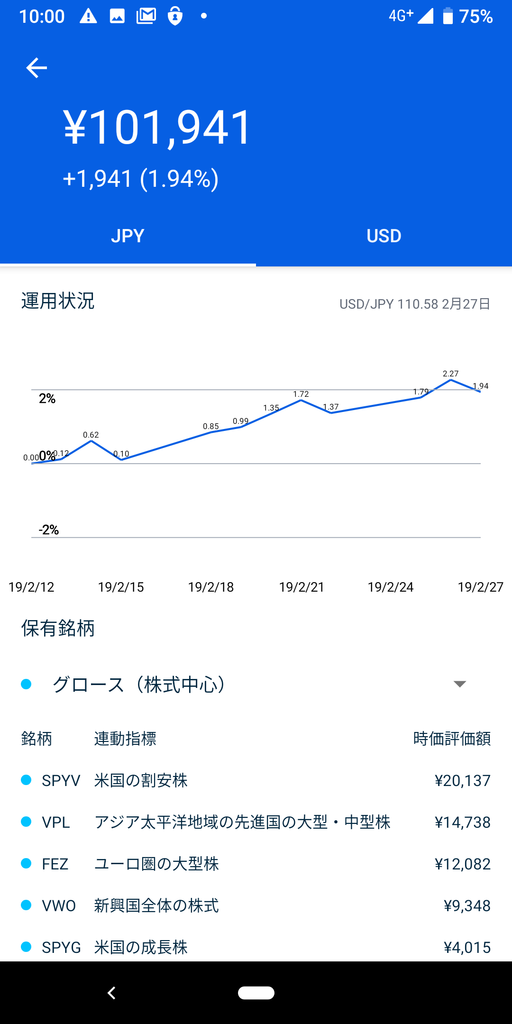 10:00 4G+ 75%
¥101,941
+1,941 (1.94%)
JPY USD
運用状況 USD/JPY 110.58 2月27日
2%
0%
-2%
0.00 0.12 0.62 0.10 0.85 0.99 1.35 1.72 1.37 1.79 2.27 1.94
19/2/12 19/2/15 19/2/18 19/2/21 19/2/24 19/2/27
保有銘柄
グロース（株式中心）
銘柄 連動指標 時価評価額
SPYV 米国の割安株 ¥20,137
VPL アジア太平洋地域の先進国の大型・中型株 ¥14,738
FEZ ユーロ圏の大型株 ¥12,082
VWO 新興国全体の株式 ¥9,348
SPYG 米国の成長株 ¥4,015